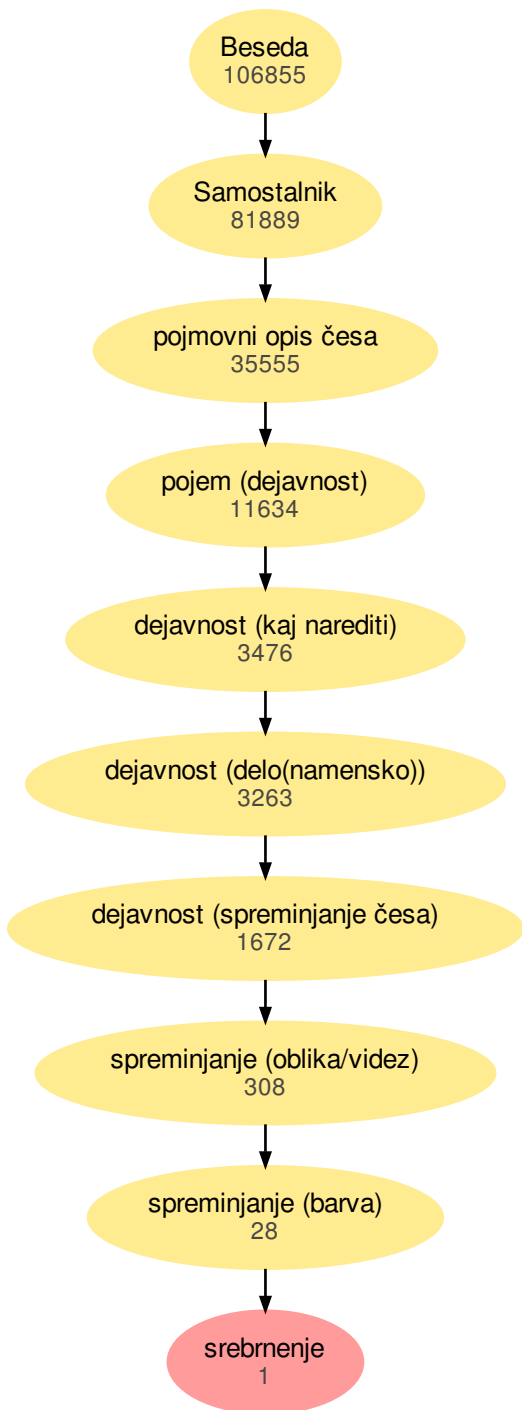 Beseda
106855
Samostalnik
81889
pojmovni opis česa
35555
pojem (dejavnost)
11634
dejavnost (kaj narediti)
3476
dejavnost (delo(namensko))
3263
dejavnost (spreminjanje česa)
1672
spreminjanje (oblika/videz)
308
spreminjanje (barva)
28
srebrnenje
1